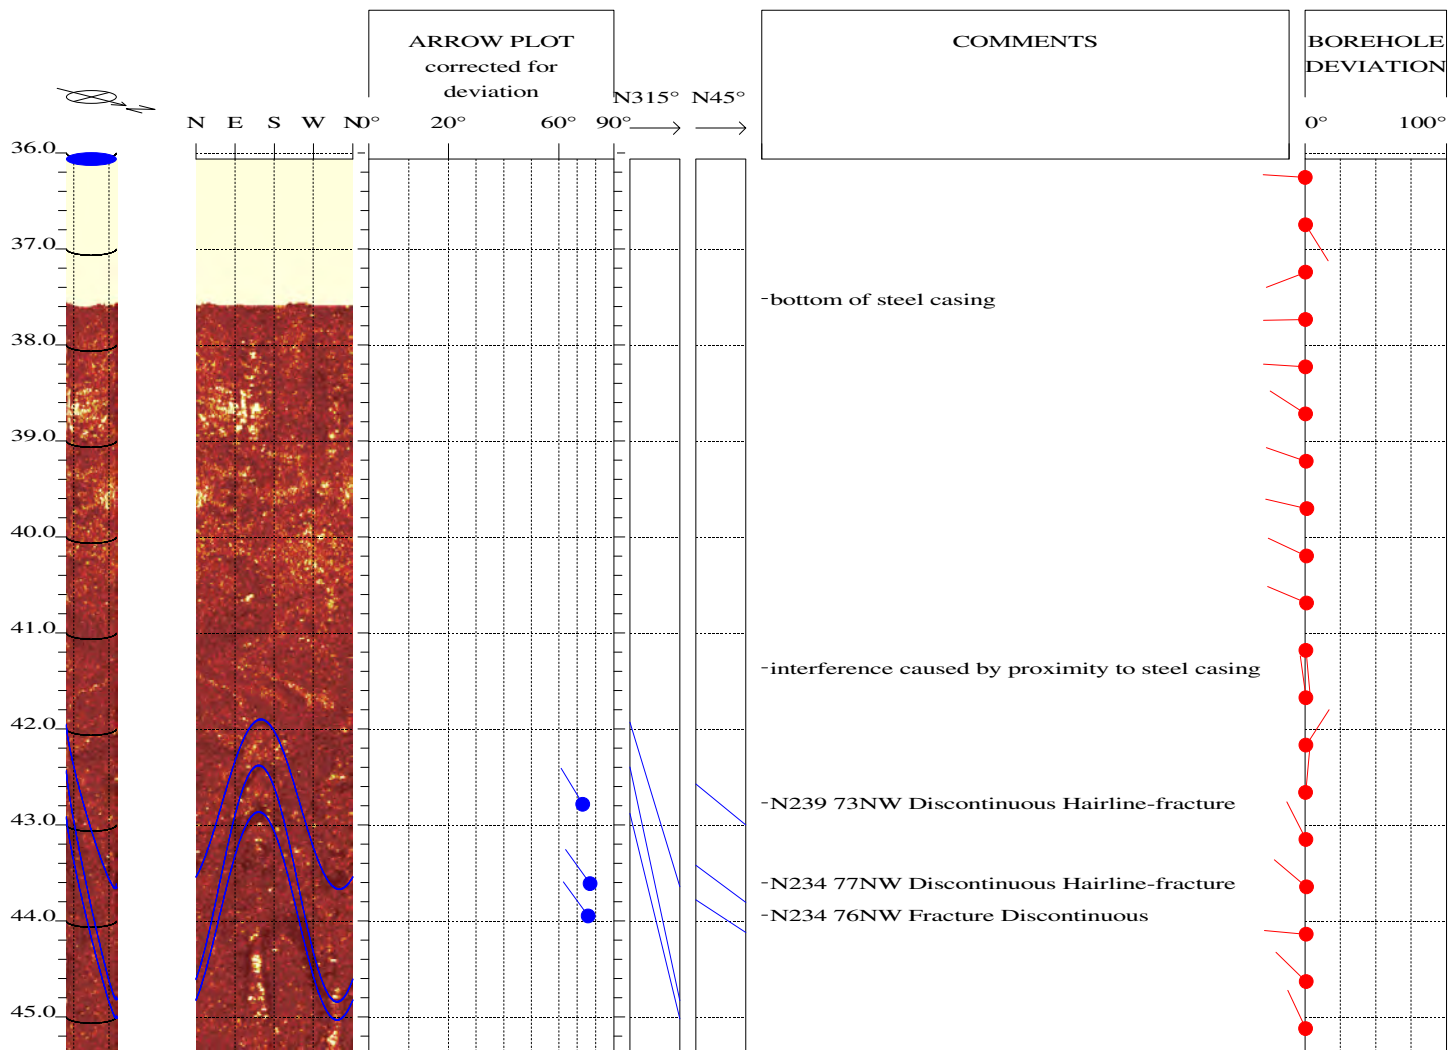 ARROW PLOT
corrected for
deviation
COMMENTS
BOREHOLE
DEVIATION
N E S W N
0° 20° 60° 90°
N315° N45°
0° 100°
36.0
37.0
-bottom of steel casing
38.0
39.0
40.0
41.0
-interference caused by proximity to steel casing
42.0
-N239 73NW Discontinuous Hairline-fracture
43.0
-N234 77NW Discontinuous Hairline-fracture
-N234 76NW Fracture Discontinuous
44.0
45.0